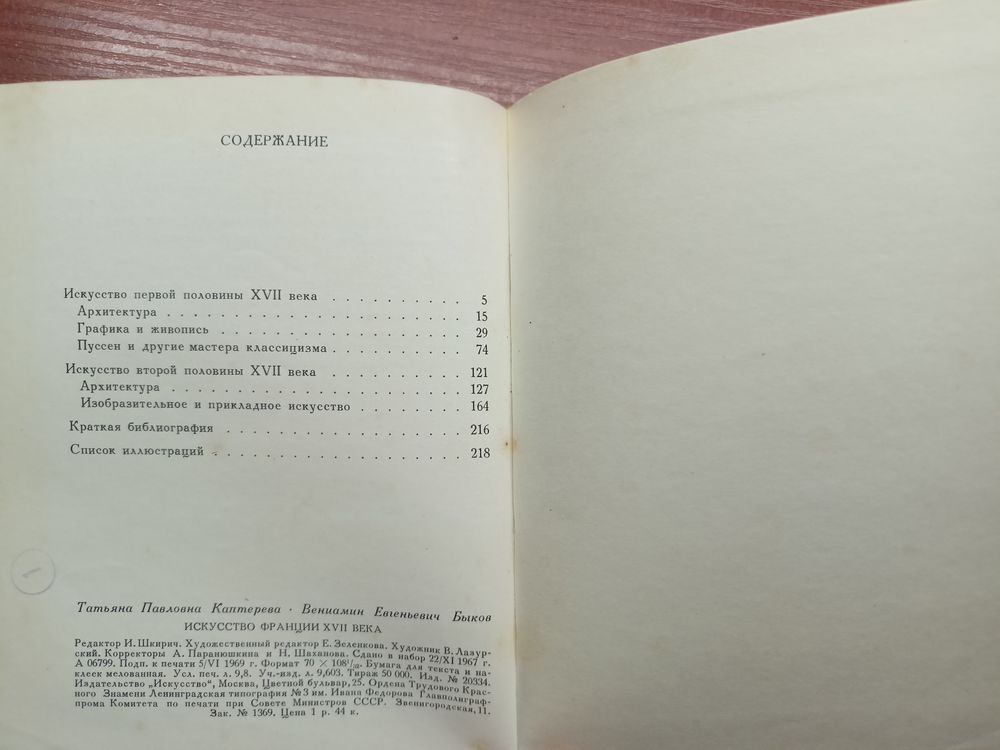 СОДЕРЖАНИЕ
Искусство первой половины XVII века . . . . . . . . . . 5
Архитектура . . . . . . . . . . . . . . . . . . 15
Графика и живопись . . . . . . . . . . . . . . . 29
Пуссен и другие мастера классицизма . . . . . . . . 74
Искусство второй половины XVII века . . . . . . . . . . 121
Архитектура . . . . . . . . . . . . . . . . . . 127
Изобразительное и прикладное искусство . . . . . . . 164
Краткая библиография . . . . . . . . . . . . . . . 216
Список иллюстраций . . . . . . . . . . . . . . . . 218
Татьяна Павловна Каптерева · Вениамин Евгеньевич Быков
ИСКУССТВО ФРАНЦИИ XVII ВЕКА
Редактор И. Шкирич. Художественный редактор Е. Зеленкова. Художник В. Лазур-
ский. Корректоры А. Паранюшкина и Н. Шаханова. Сдано в набор 22/XI 1967 г.
А 06799. Подп. к печати 5/VI 1969 г. Формат 70 × 108¹/₃₂. Бумага для текста и на-
клеек мелованная. Усл. печ. л. 9,8. Уч.-изд. л. 9,603. Тираж 50 000. Изд. № 20334.
Издательство „Искусство", Москва, Цветной бульвар, 25. Ордена Трудового Крас-
ного Знамени Ленинградская типография № 3 им. Ивана Федорова Главполиграф-
прома Комитета по печати при Совете Министров СССР. Звенигородская, 11.
Зак. № 1369. Цена 1 р. 44 к.